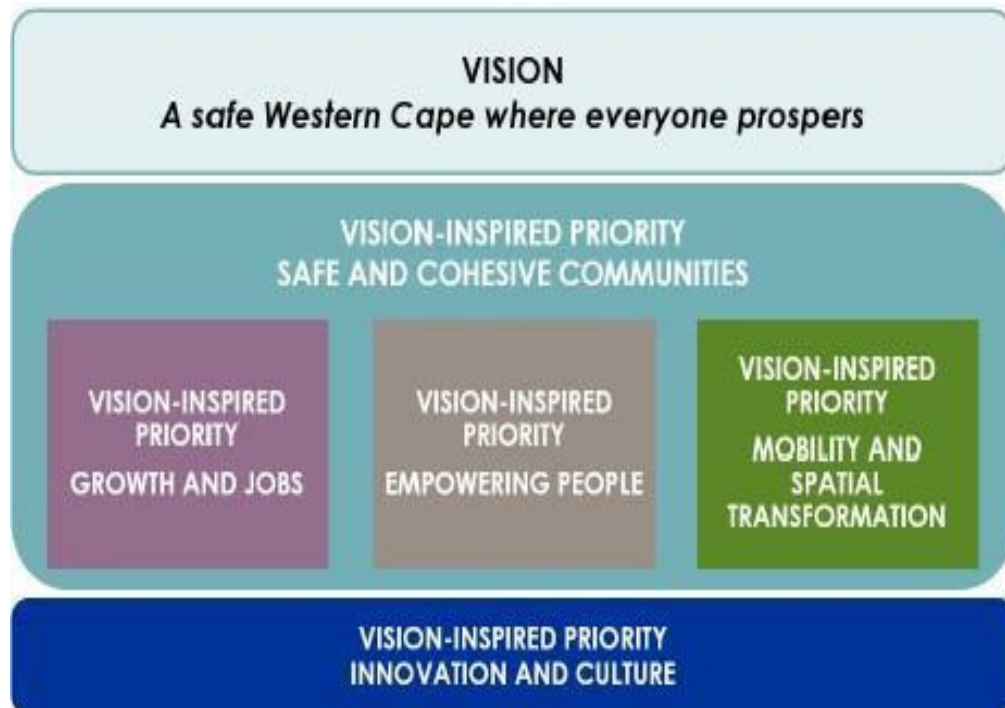 VISION
A safe Western Cape where everyone prospers
VISION-INSPIRED PRIORITY
SAFE AND COHESIVE COMMUNITIES
VISION-INSPIRED
PRIORITY
GROWTH AND JOBS
VISION-INSPIRED
PRIORITY
EMPOWERING PEOPLE
VISION-INSPIRED
PRIORITY
MOBILITY AND
SPATIAL
TRANSFORMATION
VISION-INSPIRED PRIORITY
INNOVATION AND CULTURE